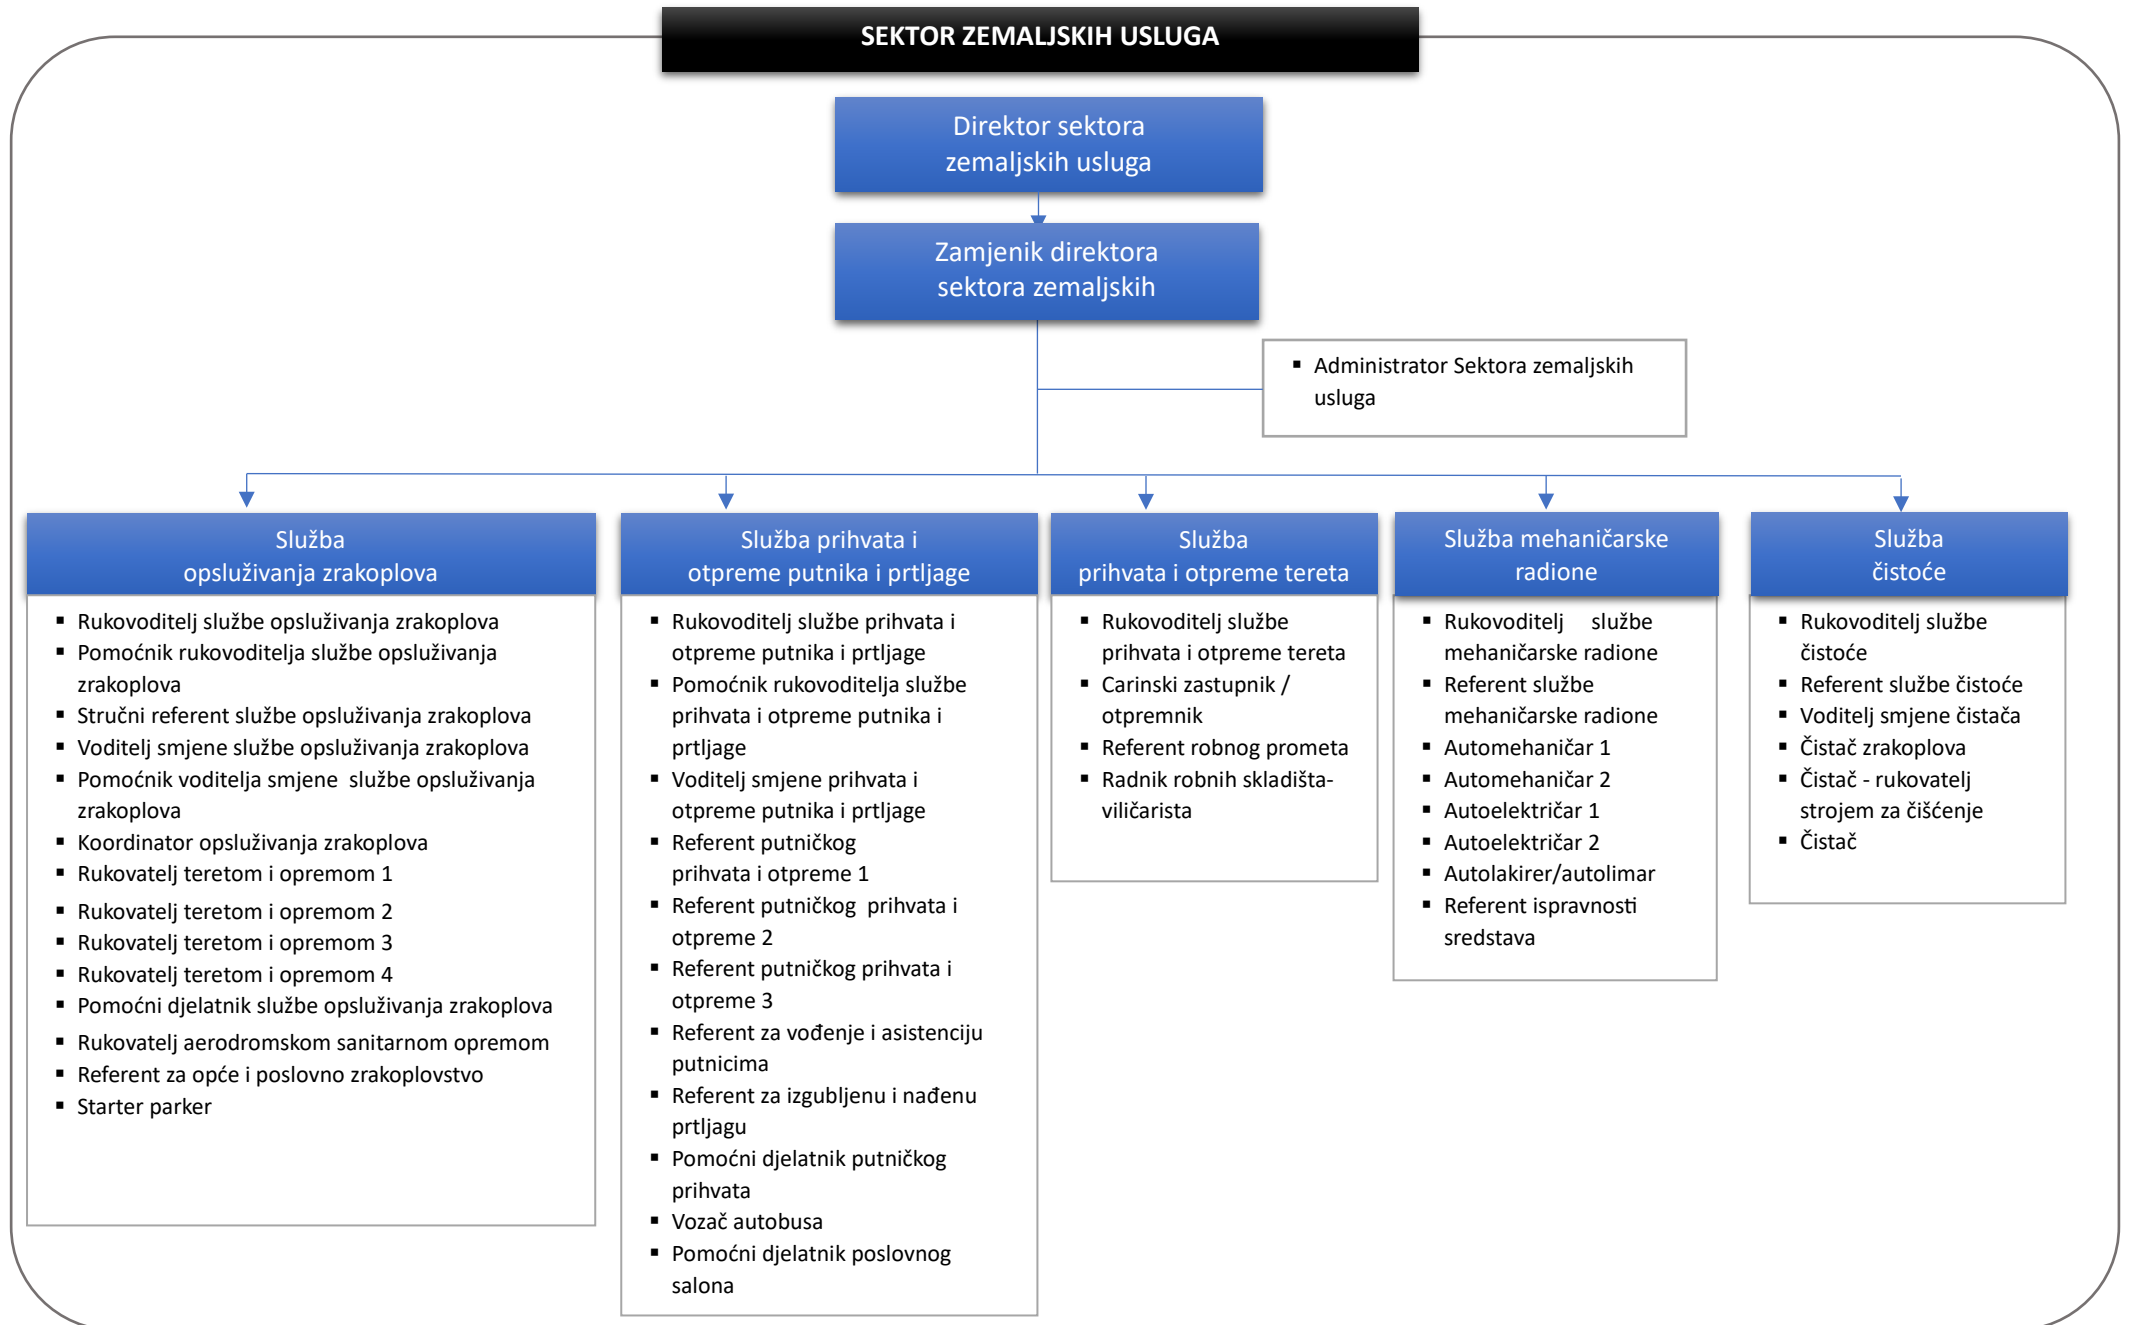 SEKTOR ZEMALJSKIH USLUGA
Direktor sektora
zemaljskih usluga
Zamjenik direktora
sektora zemaljskih
▪ Administrator Sektora zemaljskih
usluga
Služba
opsluživanja zrakoplova
▪ Rukovoditelj službe opsluživanja zrakoplova
▪ Pomoćnik rukovoditelja službe opsluživanja
zrakoplova
▪ Stručni referent službe opsluživanja zrakoplova
▪ Voditelj smjene službe opsluživanja zrakoplova
▪ Pomoćnik voditelja smjene službe opsluživanja
zrakoplova
▪ Koordinator opsluživanja zrakoplova
▪ Rukovatelj teretom i opremom 1
▪ Rukovatelj teretom i opremom 2
▪ Rukovatelj teretom i opremom 3
▪ Rukovatelj teretom i opremom 4
▪ Pomoćni djelatnik službe opsluživanja zrakoplova
▪ Rukovatelj aerodromskom sanitarnom opremom
▪ Referent za opće i poslovno zrakoplovstvo
▪ Starter parker
Služba prihvata i
otpreme putnika i prtljage
▪ Rukovoditelj službe prihvata i
otpreme putnika i prtljage
▪ Pomoćnik rukovoditelja službe
prihvata i otpreme putnika i
prtljage
▪ Voditelj smjene prihvata i
otpreme putnika i prtljage
▪ Referent putničkog
prihvata i otpreme 1
▪ Referent putničkog prihvata i
otpreme 2
▪ Referent putničkog prihvata i
otpreme 3
▪ Referent za vođenje i asistenciju
putnicima
▪ Referent za izgubljenu i nađenu
prtljagu
▪ Pomoćni djelatnik putničkog
prihvata
▪ Vozač autobusa
▪ Pomoćni djelatnik poslovnog
salona
Služba
prihvata i otpreme tereta
▪ Rukovoditelj službe
prihvata i otpreme tereta
▪ Carinski zastupnik /
otpremnik
▪ Referent robnog prometa
▪ Radnik robnih skladišta-
viličarista
Služba mehaničarske
radione
▪ Rukovoditelj službe
mehaničarske radione
▪ Referent službe
mehaničarske radione
▪ Automehaničar 1
▪ Automehaničar 2
▪ Autoelektričar 1
▪ Autoelektričar 2
▪ Autolakirer/autolimar
▪ Referent ispravnosti
sredstava
Služba
čistoće
▪ Rukovoditelj službe
čistoće
▪ Referent službe čistoće
▪ Voditelj smjene čistača
▪ Čistač zrakoplova
▪ Čistač - rukovatelj
strojem za čišćenje
▪ Čistač